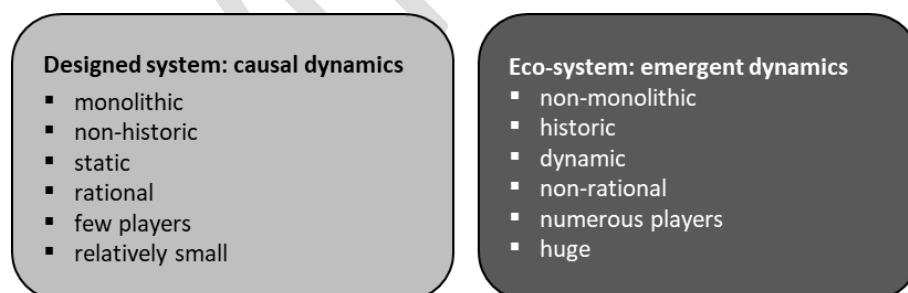 Designed system: causal dynamics
▪ monolithic
▪ non-historic
▪ static
▪ rational
▪ few players
▪ relatively small
Eco-system: emergent dynamics
▪ non-monolithic
▪ historic
▪ dynamic
▪ non-rational
▪ numerous players
▪ huge